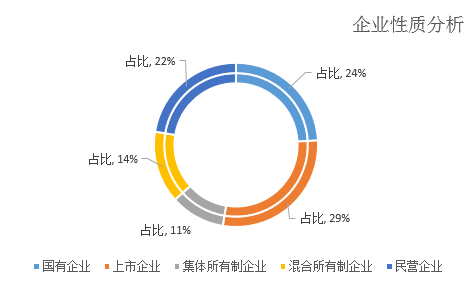 企业性质分析
占比, 22%
占比, 24%
占比, 14%
占比, 29%
占比, 11%
国有企业 上市企业 集体所有制企业 混合所有制企业 民营企业